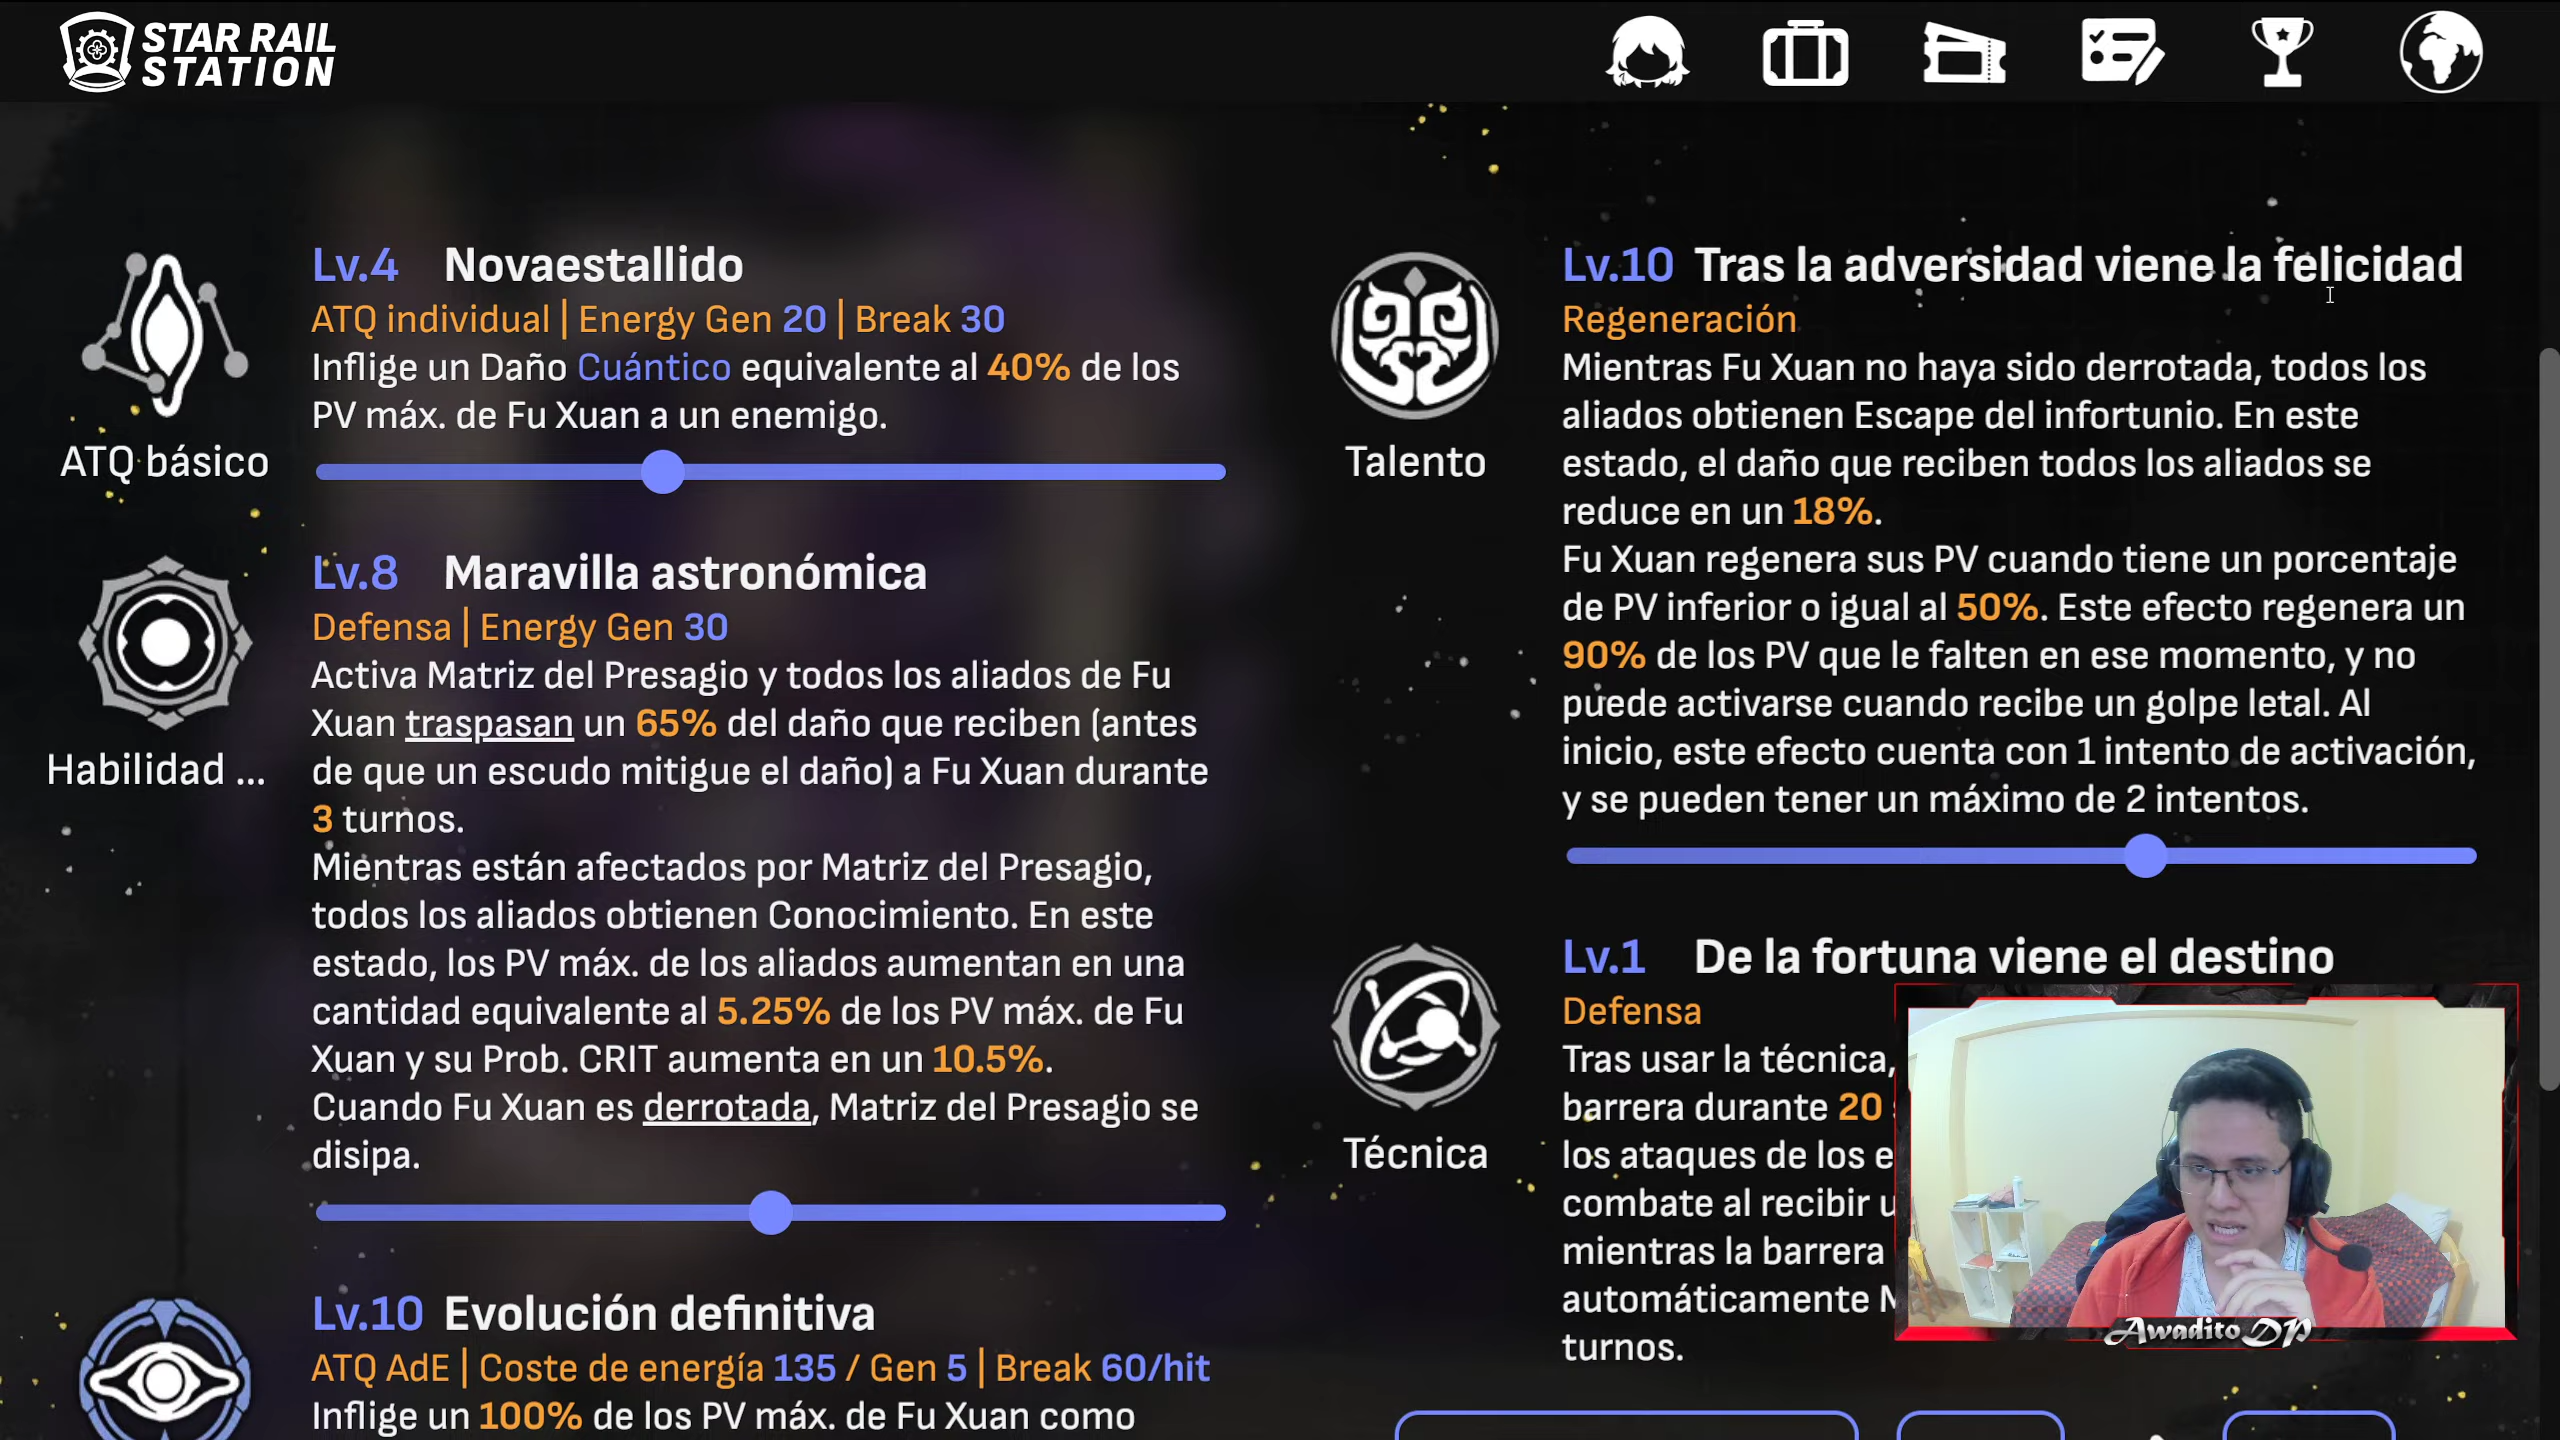 STAR RAIL
STATION
Lv.4 Novaestallido
ATQ individual | Energy Gen 20 | Break 30
Inflige un Daño Cuántico equivalente al 40% de los
PV máx. de Fu Xuan a un enemigo.
ATQ básico
Lv.8 Maravilla astronómica
Defensa | Energy Gen 30
Activa Matriz del Presagio y todos los aliados de Fu
Xuan traspasan un 65% del daño que reciben (antes
de que un escudo mitigue el daño) a Fu Xuan durante
3 turnos.
Mientras están afectados por Matriz del Presagio,
todos los aliados obtienen Conocimiento. En este
estado, los PV máx. de los aliados aumentan en una
cantidad equivalente al 5.25% de los PV máx. de Fu
Xuan y su Prob. CRIT aumenta en un 10.5%.
Cuando Fu Xuan es derrotada, Matriz del Presagio se
disipa.
Habilidad ...
Lv.10 Evolución definitiva
ATQ AdE | Coste de energía 135 / Gen 5 | Break 60/hit
Inflige un 100% de los PV máx. de Fu Xuan como
Lv.10 Tras la adversidad viene la felicidad
Regeneración
Mientras Fu Xuan no haya sido derrotada, todos los
aliados obtienen Escape del infortunio. En este
estado, el daño que reciben todos los aliados se
reduce en un 18%.
Fu Xuan regenera sus PV cuando tiene un porcentaje
de PV inferior o igual al 50%. Este efecto regenera un
90% de los PV que le falten en ese momento, y no
puede activarse cuando recibe un golpe letal. Al
inicio, este efecto cuenta con 1 intento de activación,
y se pueden tener un máximo de 2 intentos.
Talento
Lv.1 De la fortuna viene el destino
Defensa
Tras usar la técnica,
barrera durante 20
los ataques de los e
combate al recibir u
mientras la barrera
automáticamente M
turnos.
Técnica
AwaditoDP